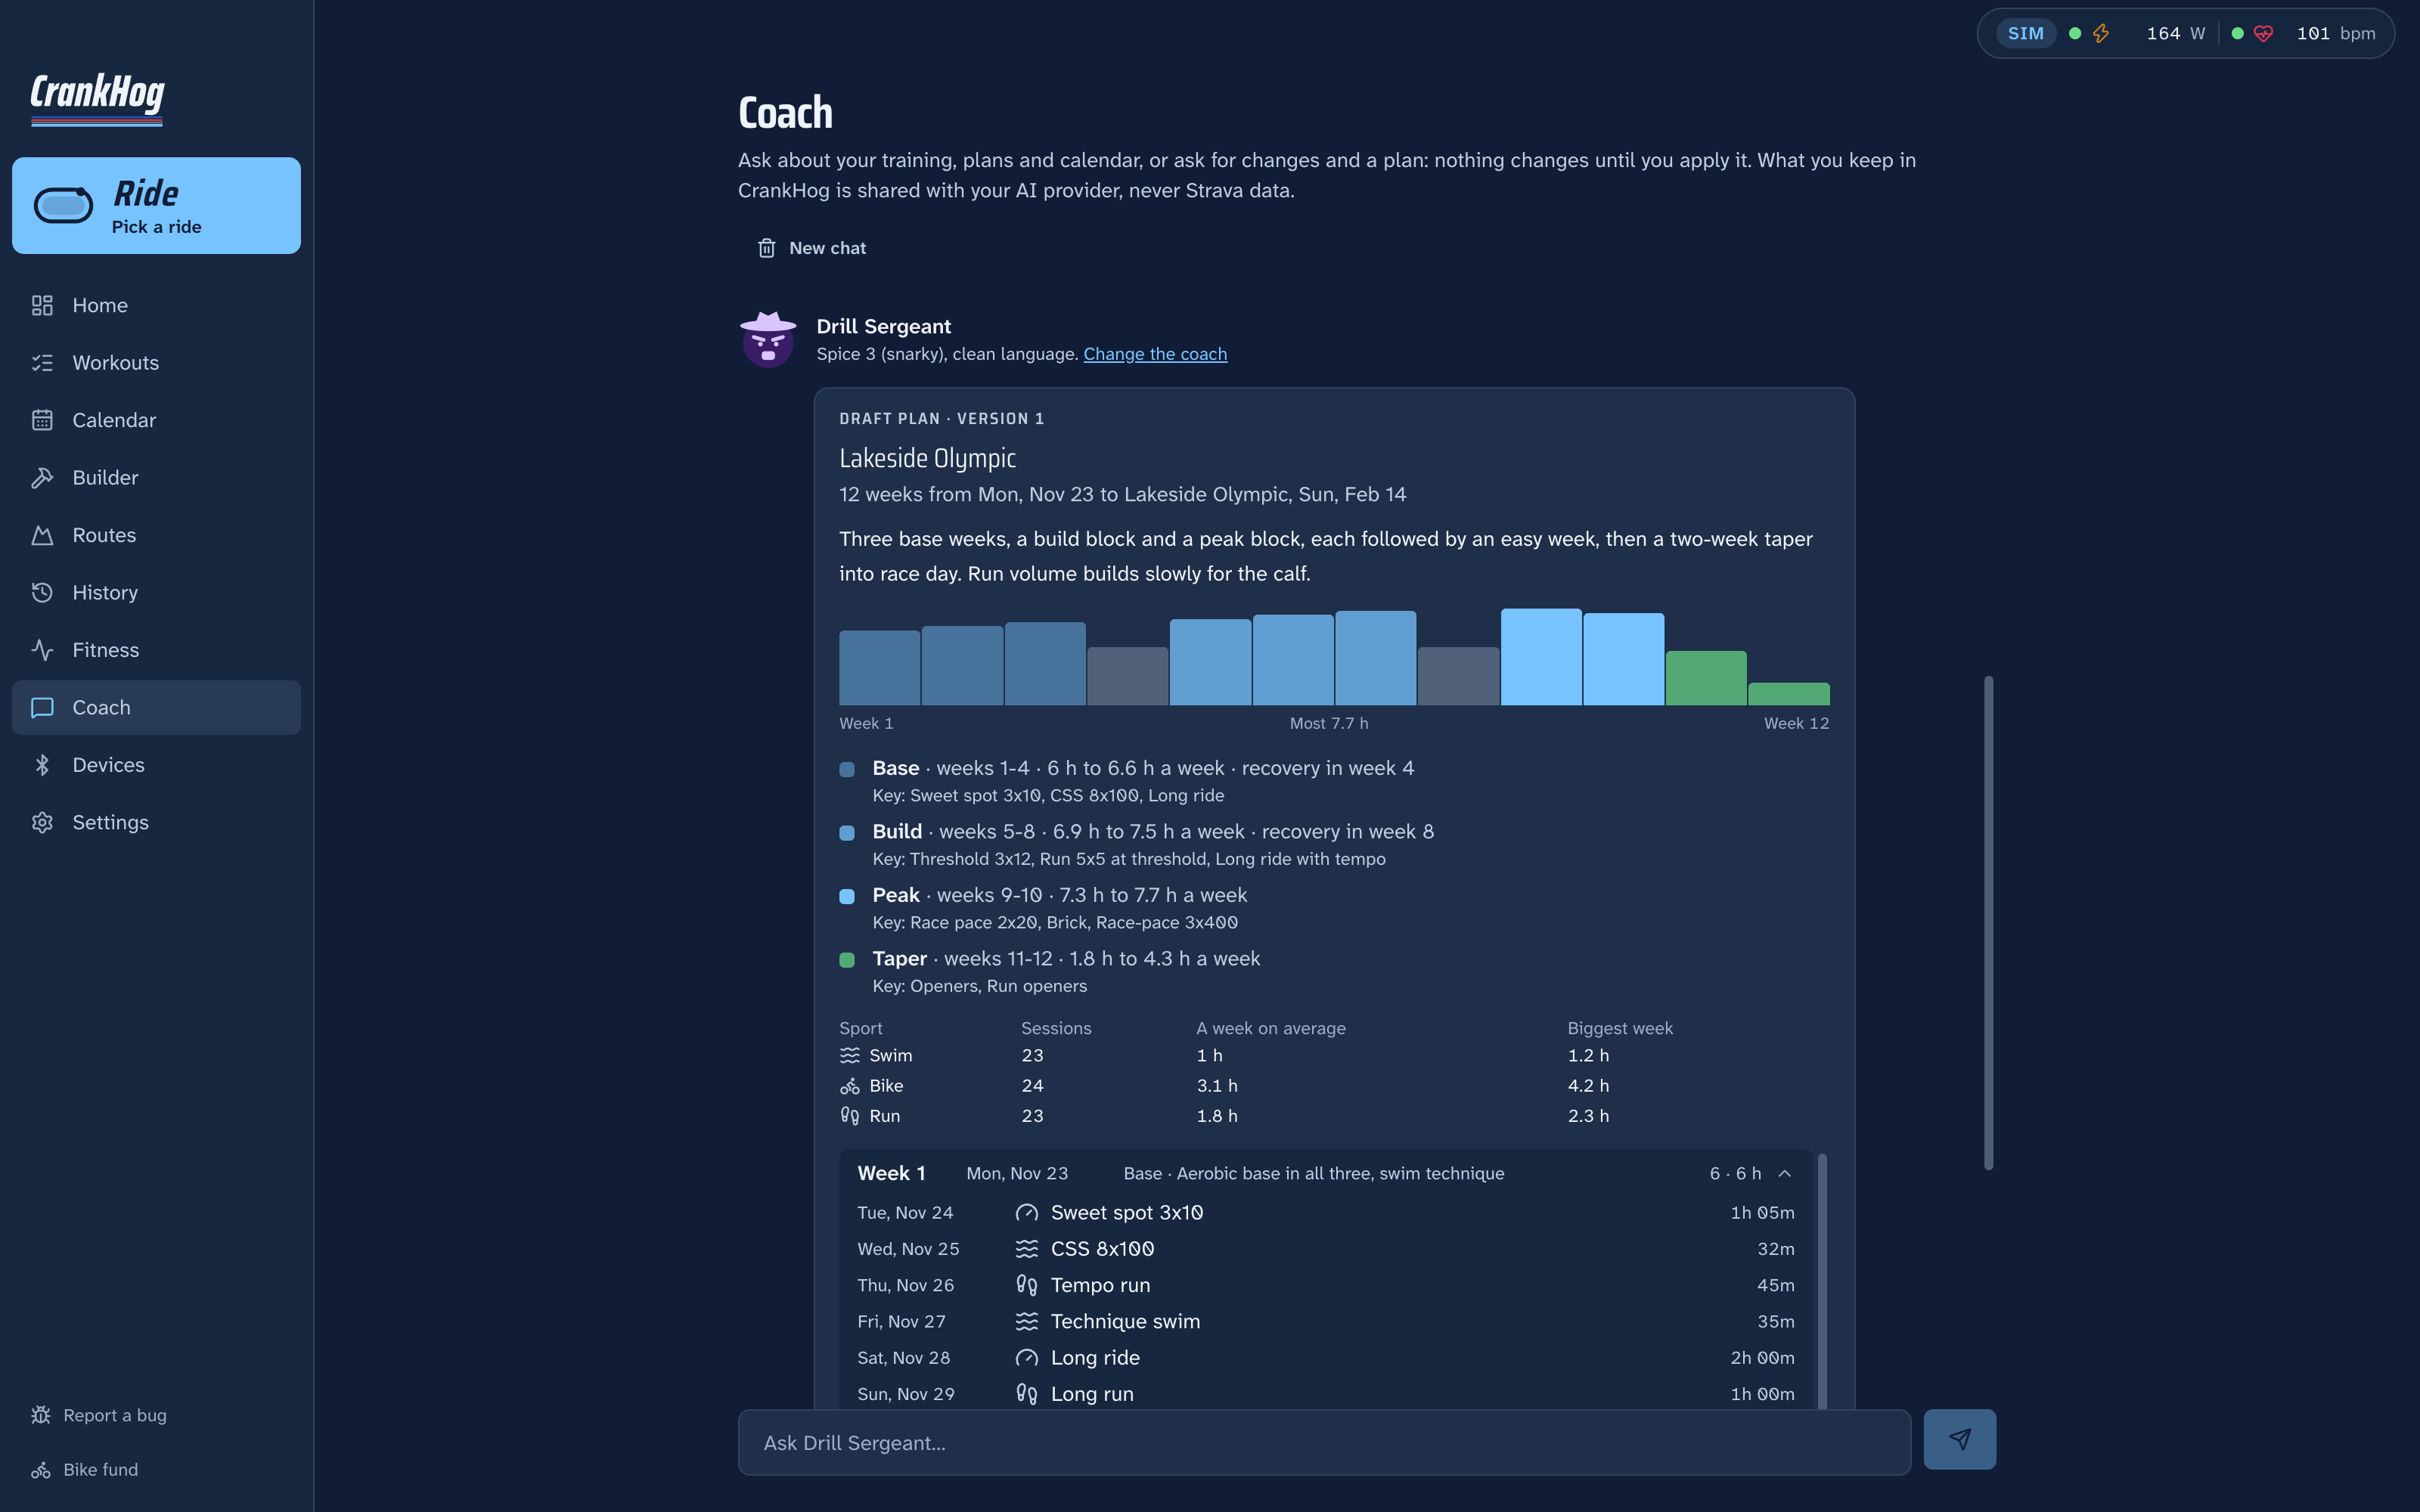 SIM 164 W 101 bpm
CrankHog
Ride
Pick a ride
Home
Workouts
Calendar
Builder
Routes
History
Fitness
Coach
Devices
Settings
Report a bug
Bike fund
Coach
Ask about your training, plans and calendar, or ask for changes and a plan: nothing changes until you apply it. What you keep in
CrankHog is shared with your AI provider, never Strava data.
New chat
Drill Sergeant
Spice 3 (snarky), clean language. Change the coach
DRAFT PLAN · VERSION 1
Lakeside Olympic
12 weeks from Mon, Nov 23 to Lakeside Olympic, Sun, Feb 14
Three base weeks, a build block and a peak block, each followed by an easy week, then a two-week taper
into race day. Run volume builds slowly for the calf.
Week 1 Most 7.7 h Week 12
Base · weeks 1-4 · 6 h to 6.6 h a week · recovery in week 4
Key: Sweet spot 3x10, CSS 8x100, Long ride
Build · weeks 5-8 · 6.9 h to 7.5 h a week · recovery in week 8
Key: Threshold 3x12, Run 5x5 at threshold, Long ride with tempo
Peak · weeks 9-10 · 7.3 h to 7.7 h a week
Key: Race pace 2x20, Brick, Race-pace 3x400
Taper · weeks 11-12 · 1.8 h to 4.3 h a week
Key: Openers, Run openers
Sport Sessions A week on average Biggest week
Swim 23 1 h 1.2 h
Bike 24 3.1 h 4.2 h
Run 23 1.8 h 2.3 h
Week 1 Mon, Nov 23 Base · Aerobic base in all three, swim technique 6 · 6 h
Tue, Nov 24 Sweet spot 3x10 1h 05m
Wed, Nov 25 CSS 8x100 32m
Thu, Nov 26 Tempo run 45m
Fri, Nov 27 Technique swim 35m
Sat, Nov 28 Long ride 2h 00m
Sun, Nov 29 Long run 1h 00m
Ask Drill Sergeant...